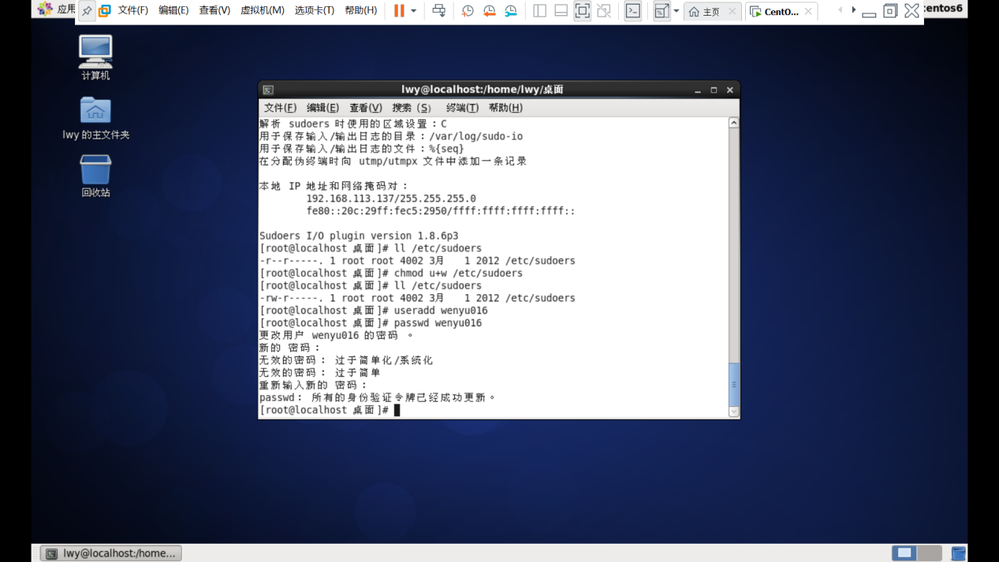 应用
文件(F) 编辑(E) 查看(V) 虚拟机(M) 选项卡(T) 帮助(H) 主页 CentO...
centos6
计算机
lwy 的主文件夹
回收站
lwy@localhost:/home/lwy/桌面
文件(F) 编辑(E) 查看(V) 搜索 (S) 终端(T) 帮助(H)
解析 sudoers 时使用的区域设置：C
用于保存输入/输出日志的目录：/var/log/sudo-io
用于保存输入/输出日志的文件：%{seq}
在分配伪终端时向 utmp/utmpx 文件中添加一条记录
本地 IP 地址和网络掩码对：
192.168.113.137/255.255.255.0
fe80::20c:29ff:fec5:2950/ffff:ffff:ffff:ffff::
Sudoers I/O plugin version 1.8.6p3
[root@localhost 桌面]# ll /etc/sudoers
-r--r-----. 1 root root 4002 3月   1 2012 /etc/sudoers
[root@localhost 桌面]# chmod u+w /etc/sudoers
[root@localhost 桌面]# ll /etc/sudoers
-rw-r-----. 1 root root 4002 3月   1 2012 /etc/sudoers
[root@localhost 桌面]# useradd wenyu016
[root@localhost 桌面]# passwd wenyu016
更改用户 wenyu016 的密码 。
新的 密码：
无效的密码： 过于简单化/系统化
无效的密码： 过于简单
重新输入新的 密码：
passwd： 所有的身份验证令牌已经成功更新。
[root@localhost 桌面]#
lwy@localhost:/home...